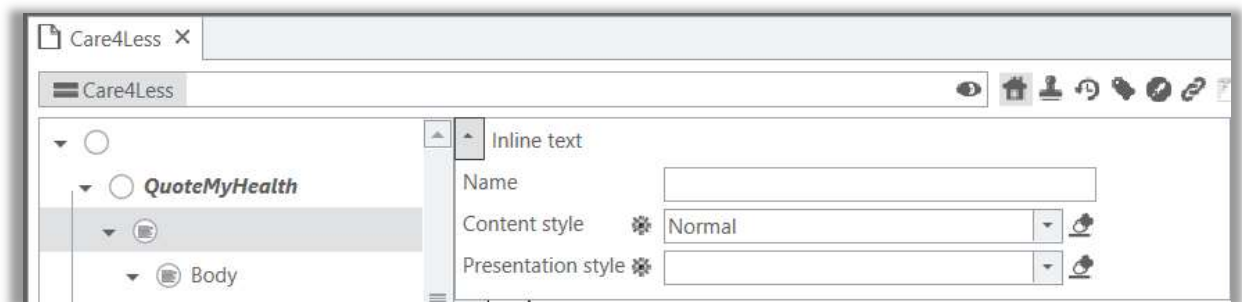 Care4Less
Care4Less
Inline text
QuoteMyHealth
Name
Content style
Normal
Presentation style
Body